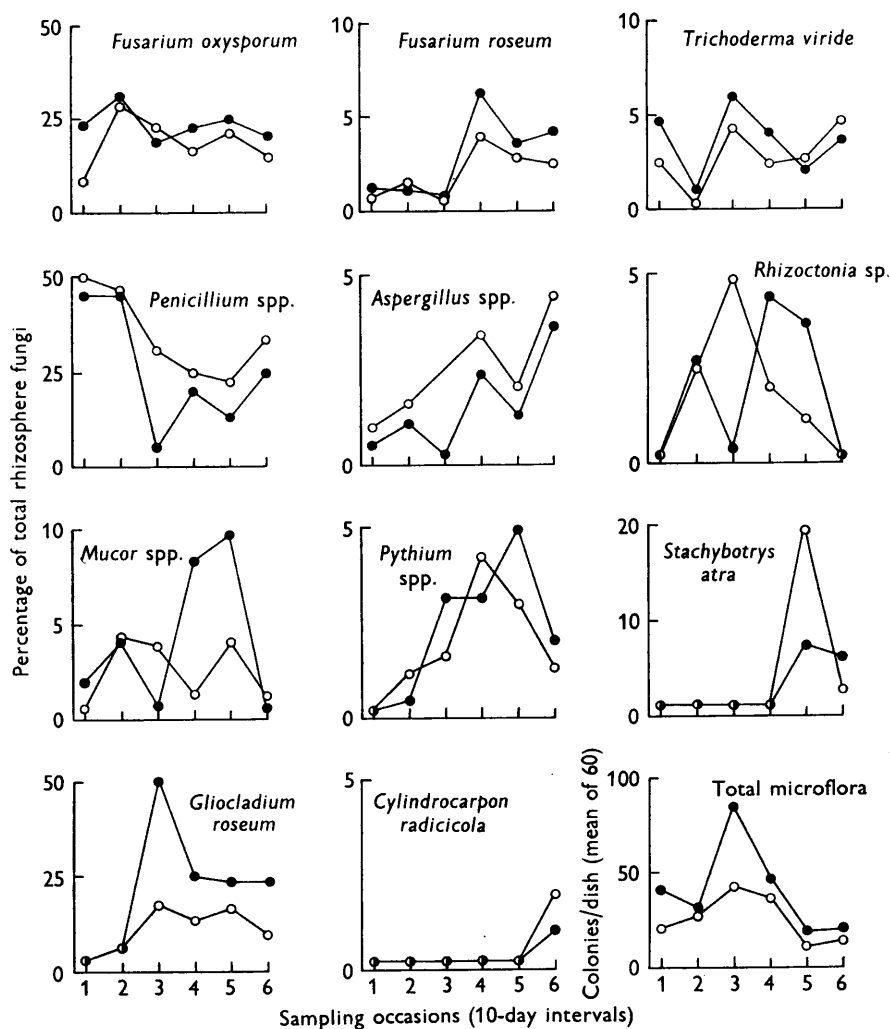 50
25
0
Fusarium oxysporum
10
5
0
Fusarium roseum
10
5
0
Trichoderma viride
Percentage of total rhizosphere fungi
50
25
0
Penicillium spp.
5
0
Aspergillus spp.
5
0
Rhizoctonia sp.
10
5
0
Mucor spp.
5
0
Pythium
spp.
20
10
0
Stachybotrys
atra
50
25
0
Gliocladium
roseum
1 2 3 4 5 6
5
0
Cylindrocarpon
radicicola
1 2 3 4 5 6
Colonies/dish (mean of 60)
100
50
0
Total microflora
1 2 3 4 5 6
Sampling occasions (10-day intervals)